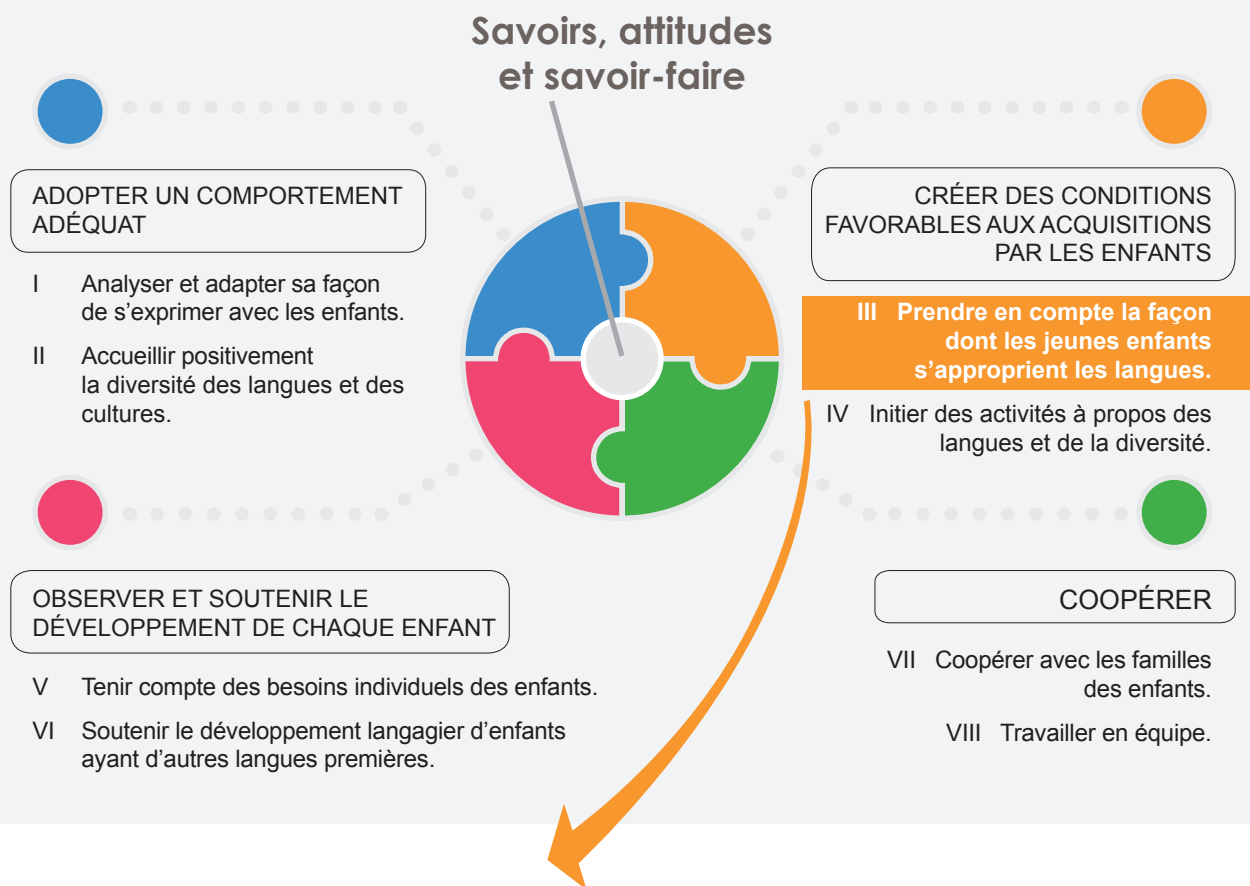 Savoirs, attitudes
et savoir-faire
ADOPTER UN COMPORTEMENT
ADÉQUAT
I Analyser et adapter sa façon
de s'exprimer avec les enfants.
II Accueillir positivement
la diversité des langues et des
cultures.
CRÉER DES CONDITIONS
FAVORABLES AUX ACQUISITIONS
PAR LES ENFANTS
III Prendre en compte la façon
dont les jeunes enfants
s'approprient les langues.
IV Initier des activités à propos des
langues et de la diversité.
OBSERVER ET SOUTENIR LE
DÉVELOPPEMENT DE CHAQUE ENFANT
V Tenir compte des besoins individuels des enfants.
VI Soutenir le développement langagier d'enfants
ayant d'autres langues premières.
COOPÉRER
VII Coopérer avec les familles
des enfants.
VIII Travailler en équipe.